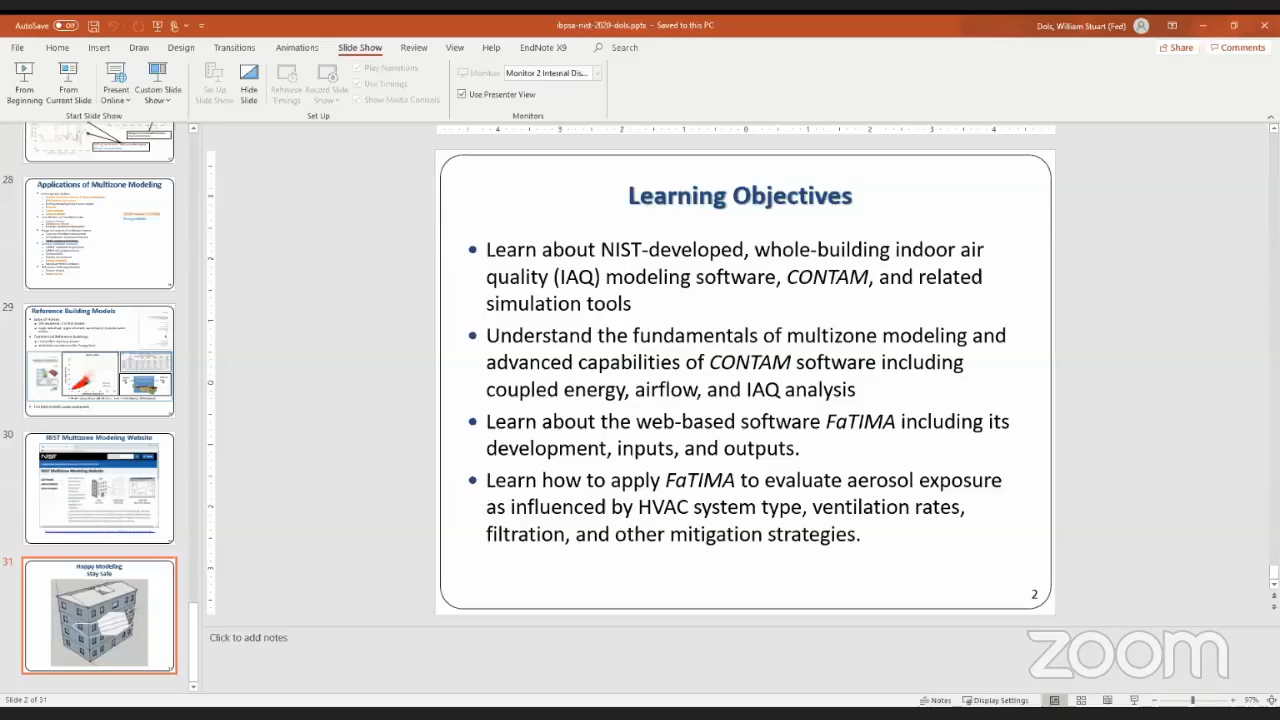 AutoSave Off
ibpsa-nist-2020-dols.pptx - Saved to this PC
Dols, William Stuart (Fed)
File Home Insert Draw Design Transitions Animations Slide Show Review View Help EndNote X9 Search
Share Comments
From Beginning
From Current Slide
Present Online
Custom Slide Show
Set Up Slide Show
Hide Slide
Rehearse Timings
Record Slide Show
Play Narrations
Use Timings
Show Media Controls
Monitor: Monitor 2 Internal Dis...
Use Presenter View
Start Slide Show
Set Up
Monitors
28
Applications of Multizone Modeling
29
Reference Building Models
30
NIST Multizone Modeling Website
NIST
31
Happy Modeling
Stay Safe
Learning Objectives
• Learn about NIST-developed, whole-building indoor air
quality (IAQ) modeling software, CONTAM, and related
simulation tools
• Understand the fundamentals of multizone modeling and
advanced capabilities of CONTAM software including
coupled energy, airflow, and IAQ analysis
• Learn about the web-based software FaTIMA including its
development, inputs, and outputs.
• Learn how to apply FaTIMA to evaluate aerosol exposure
as influenced by HVAC system type, ventilation rates,
filtration, and other mitigation strategies.
2
Click to add notes
zoom
Slide 2 of 31
Notes Display Settings 97%